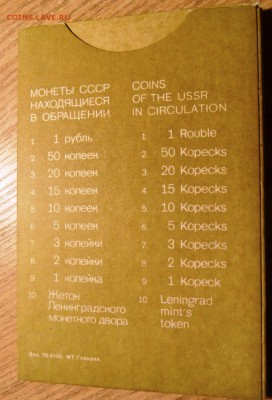 COINS.LAVE.RU
МОНЕТЫ СССР
НАХОДЯЩИЕСЯ
В ОБРАЩЕНИИ
1 1 рубль
2 50 копеек
3 20 копеек
4 15 копеек
5 10 копеек
6 5 копеек
7 3 копейки
8 2 копейки
9 1 копейка
10 Жетон
Ленинградского
монетного двора
COINS
OF THE USSR
IN CIRCULATION
1 1 Rouble
2 50 Kopecks
3 20 Kopecks
4 15 Kopecks
5 10 Kopecks
6 5 Kopecks
7 3 Kopecks
8 2 Kopecks
9 1 Kopeck
10 Leningrad
mint's
token
Зак. МТ Гознака.